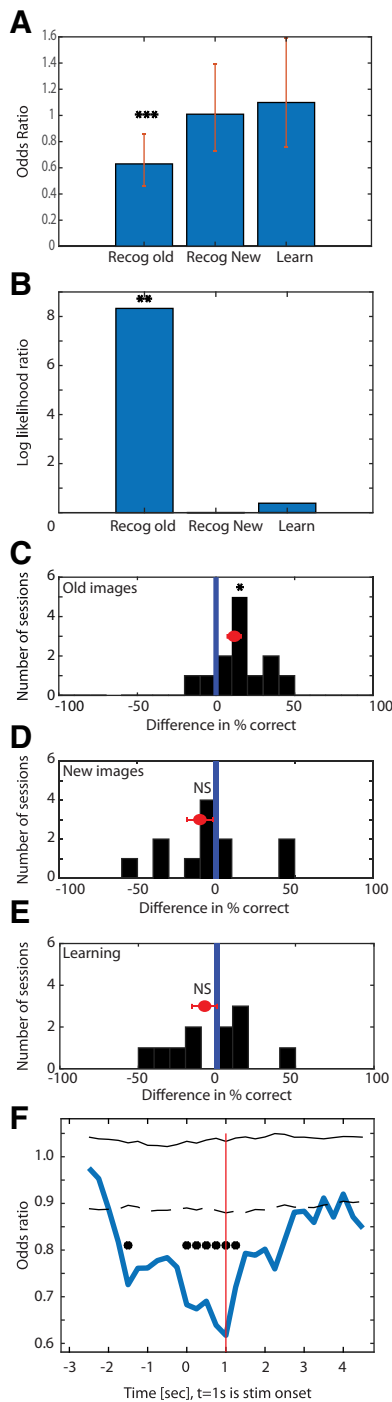 A
1.6
1.4
1.2
1
0.8
0.6
0.4
0.2
0
Odds Ratio
***
Recog old Recog New Learn
B
8
6
4
2
0
Log likelihood ratio
**
Recog old Recog New Learn
C
Old images
*
6
4
2
0
Number of sessions
-100 -50 0 50 100
Difference in % correct
D
New images
NS
6
4
2
0
Number of sessions
-100 -50 0 50 100
Difference in % correct
E
Learning
NS
6
4
2
0
Number of sessions
-100 -50 0 50 100
Difference in % correct
F
1.0
0.9
0.8
0.7
0.6
Odds ratio
-3 -2 -1 0 1 2 3 4
Time [sec], t=1s is stim onset